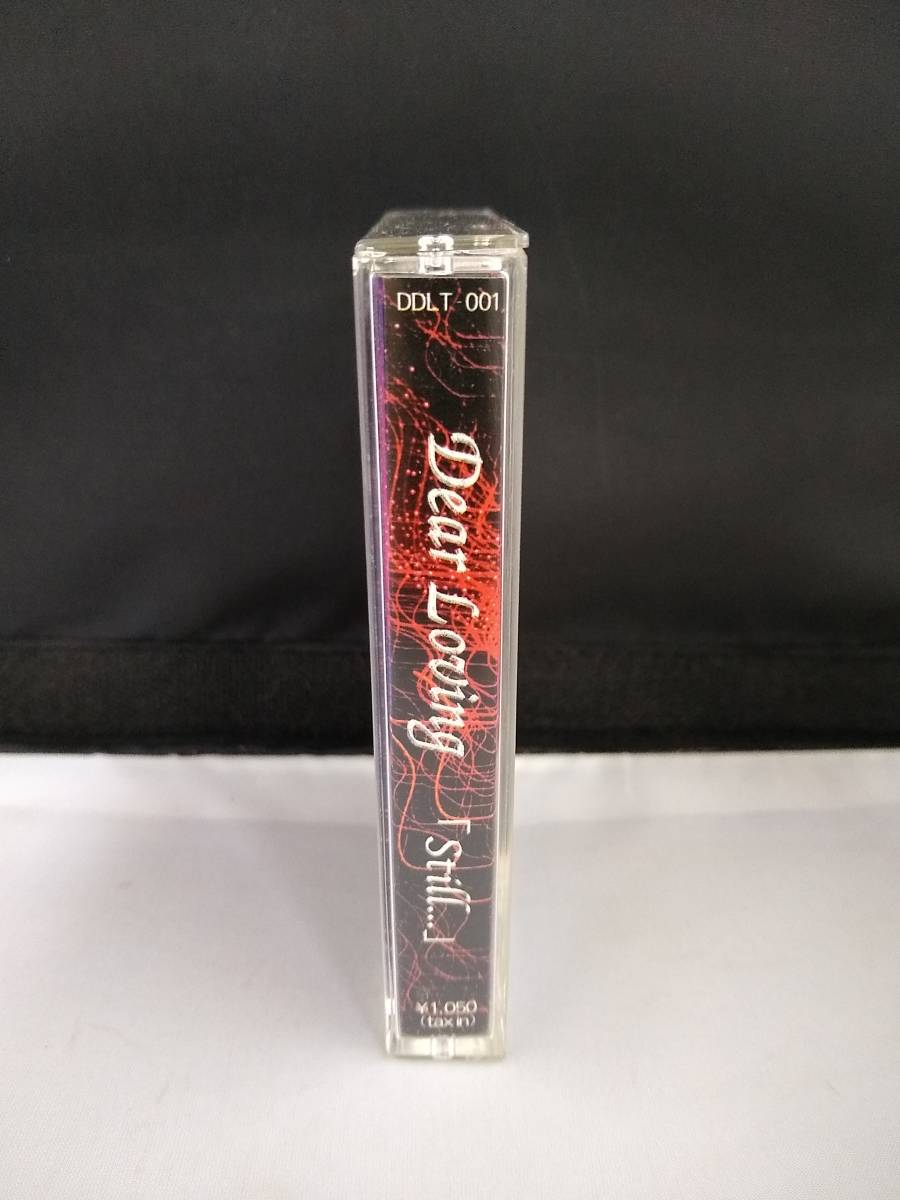 DDLT-001
Dear Loving 「Still...」
¥1,050
(tax in)